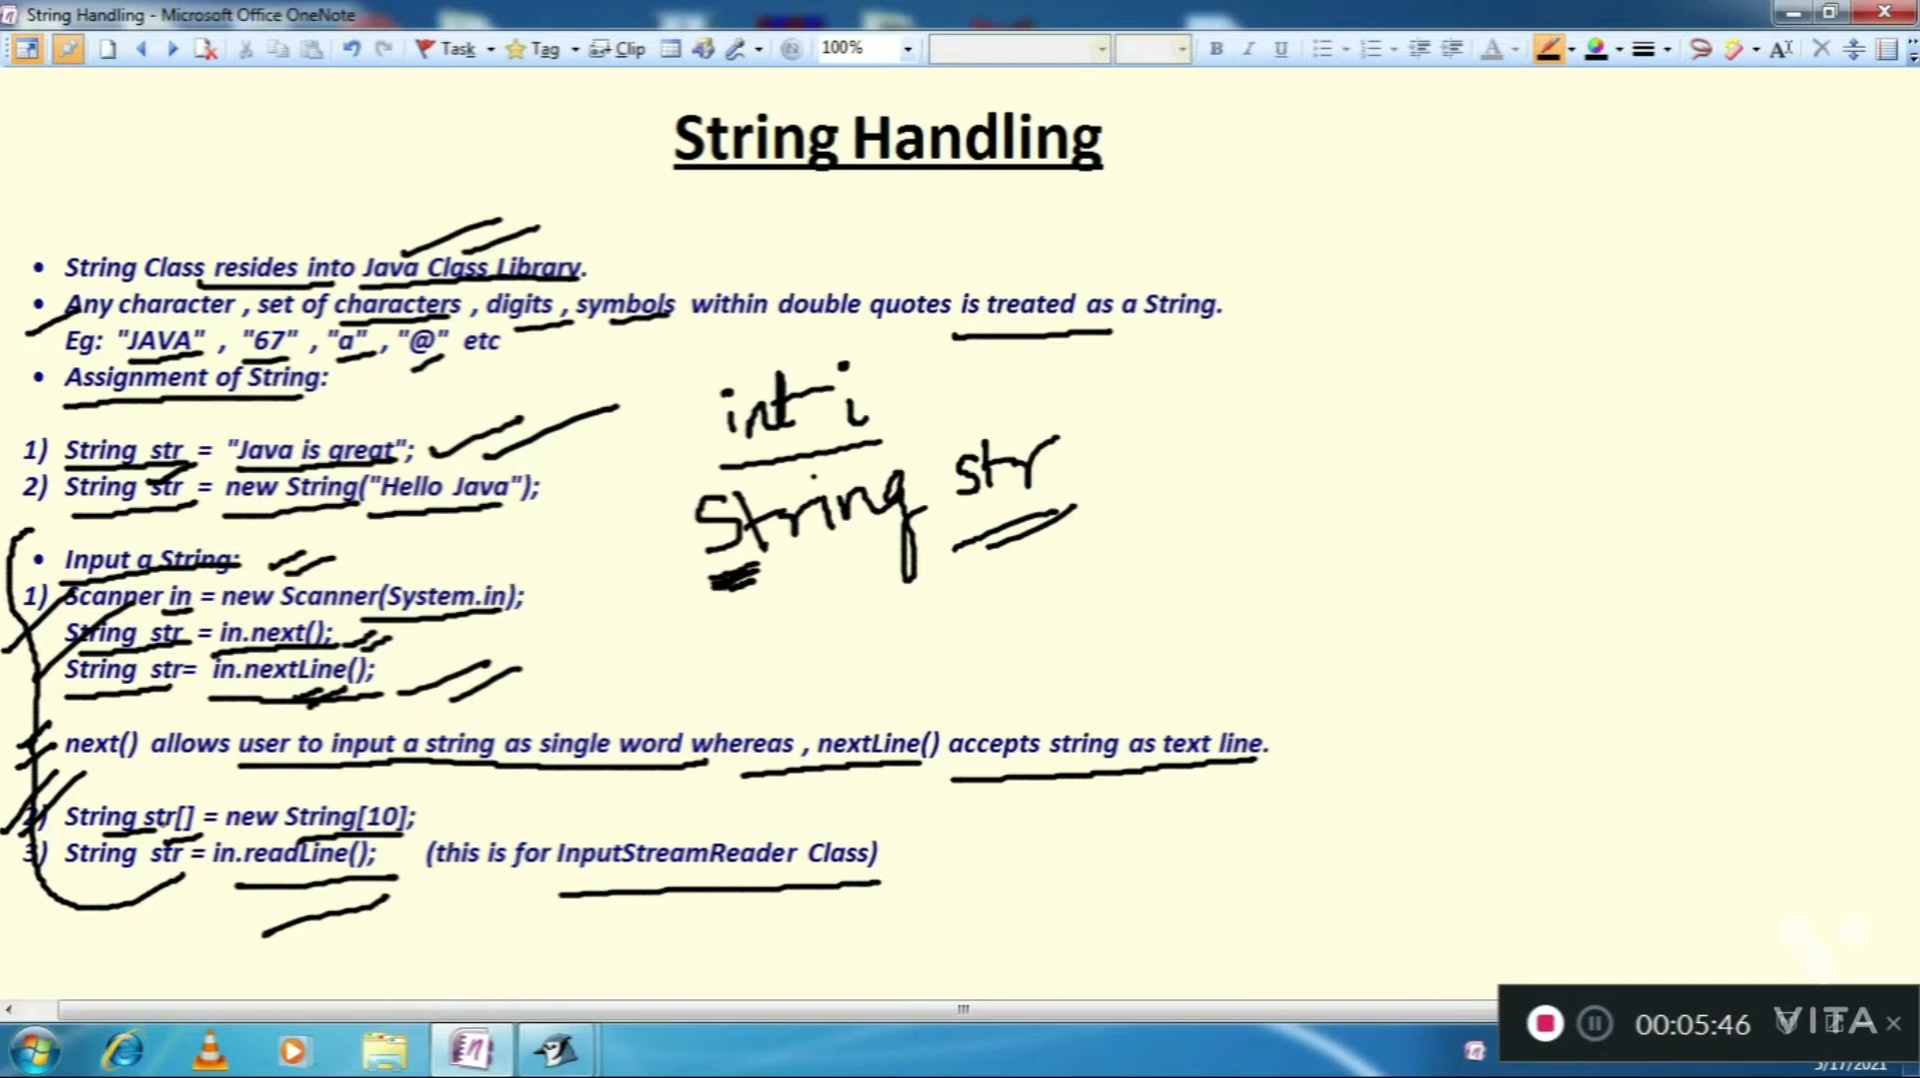 String Handling - Microsoft Office OneNote
Task Tag Clip 100% B I U A
String Handling
• String Class resides into Java Class Library.
• Any character , set of characters , digits , symbols within double quotes is treated as a String.
Eg: "JAVA" , "67" , "a" , "@" etc
• Assignment of String:
int i
1) String str = "Java is great";
String str
2) String str = new String("Hello Java");
• Input a String:
1) Scanner in = new Scanner(System.in);
String str = in.next();
String str= in.nextLine();
next() allows user to input a string as single word whereas , nextLine() accepts string as text line.
2) String str[] = new String[10];
3) String str = in.readLine(); (this is for InputStreamReader Class)
00:05:46
VITA
5/17/2021